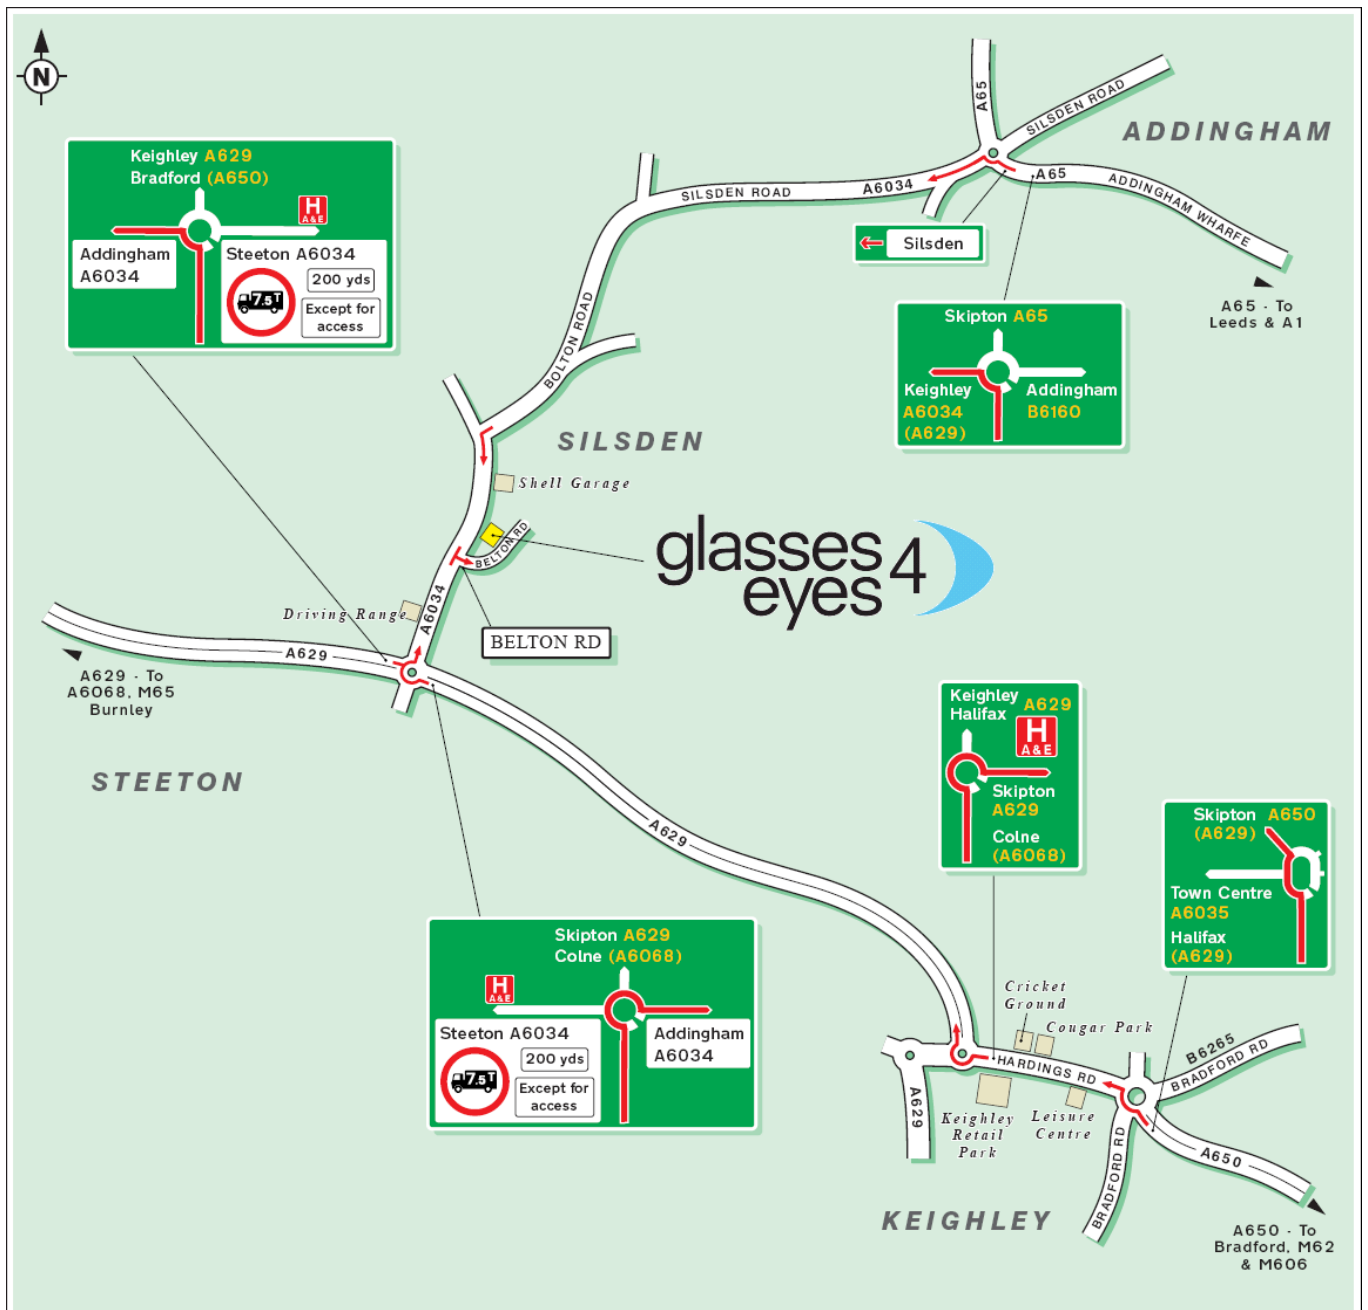 N
Keighley A629
Bradford (A650)
H
A&E
Addingham
A6034
Steeton A6034
7.5T
200 yds
Except for
access
A65
SILSDEN ROAD
ADDINGHAM
A65
ADDINGHAM WHARFE
SILSDEN ROAD
A6034
Silsden
A65 - To
Leeds & A1
Skipton A65
Keighley
A6034
(A629)
Addingham
B6160
BOLTON ROAD
SILSDEN
Shell Garage
BELTON RD
glasses
eyes 4
Driving Range
A6034
BELTON RD
A629
A629 - To
A6068, M65
Burnley
STEETON
A629
Keighley
Halifax
A629
H
A&E
Skipton
A629
Colne
(A6068)
Skipton A650
(A629)
Town Centre
A6035
Halifax
(A629)
Skipton A629
Colne (A6068)
H
A&E
Steeton A6034
7.5T
200 yds
Except for
access
Addingham
A6034
Cricket
Ground
Cougar Park
HARDINGS RD
B6265
BRADFORD RD
A629
Keighley
Retail
Park
Leisure
Centre
BRADFORD RD
A650
KEIGHLEY
A650 - To
Bradford, M62
& M606